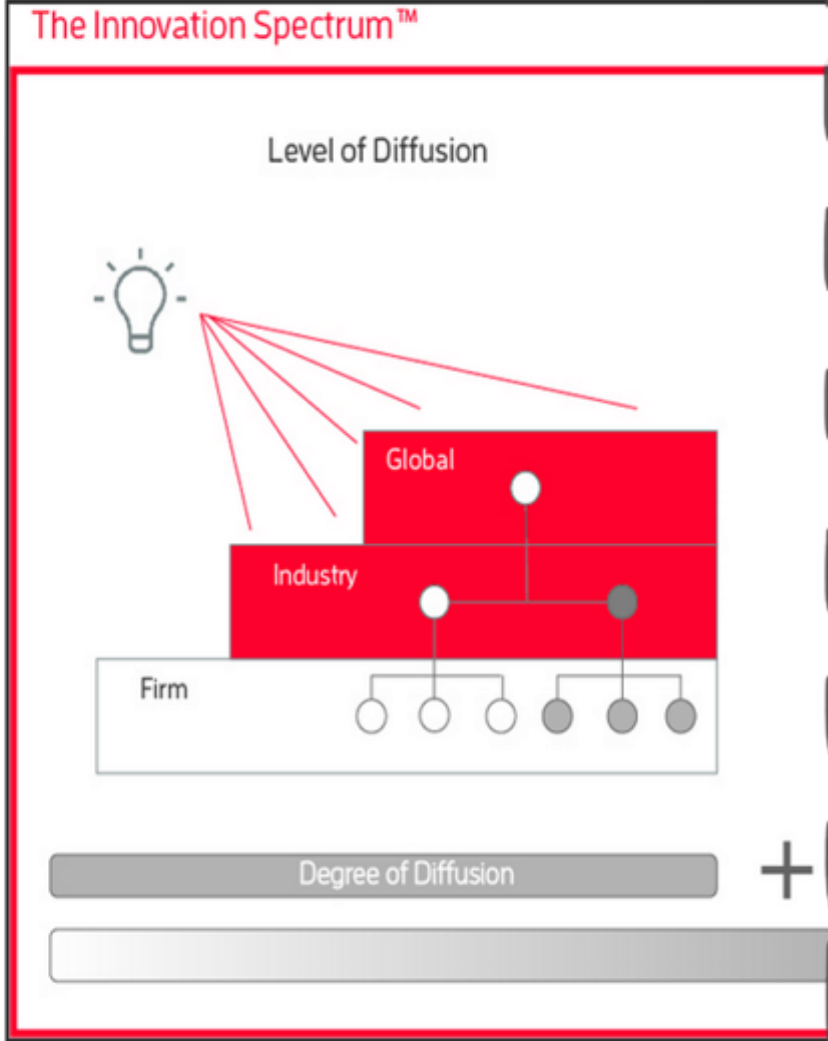 The Innovation Spectrum™
Level of Diffusion
Global
Industry
Firm
Degree of Diffusion
+